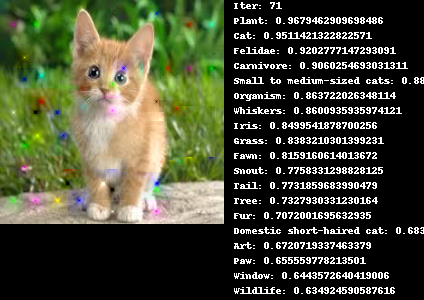 Iter: 71
Plant: 0.9679462909698486
Cat: 0.9511421322822571
Felidae: 0.9202777147293091
Carnivore: 0.9060254693031311
Small to medium-sized cats: 0.88
Organism: 0.863722026348114
Whiskers: 0.8600935935974121
Iris: 0.8499541878700256
Grass: 0.8383210301399231
Fawn: 0.8159160614013672
Snout: 0.7758331298828125
Tail: 0.7731859683990479
Tree: 0.7327930331230164
Fur: 0.7072001695632935
Domestic short-haired cat: 0.683
Art: 0.6720719337463379
Paw: 0.655559778213501
Window: 0.6443572640419006
Wildlife: 0.634924590587616